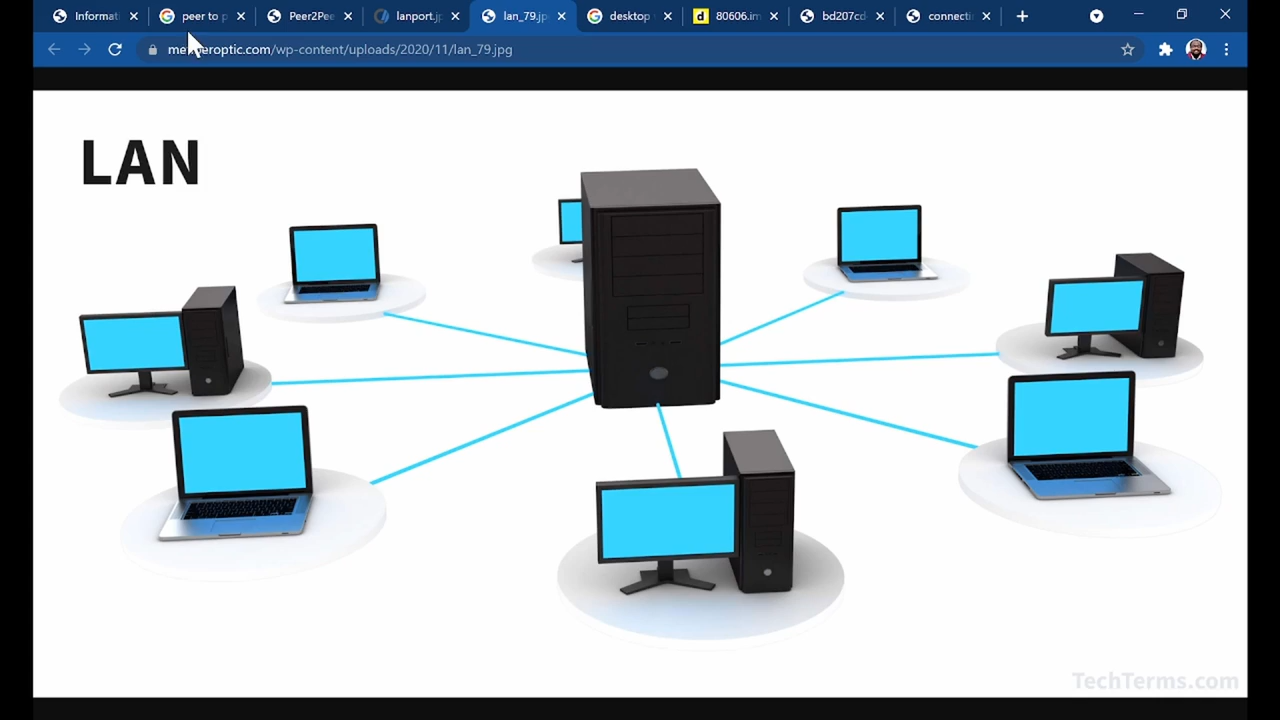 Informat
peer to p
Peer2Pee
lanport.jp
lan_79.jp
desktop
80606.im
bd207cd
connecti
eroptic.com/wp-content/uploads/2020/11/lan_79.jpg
LAN
TechTerms.com